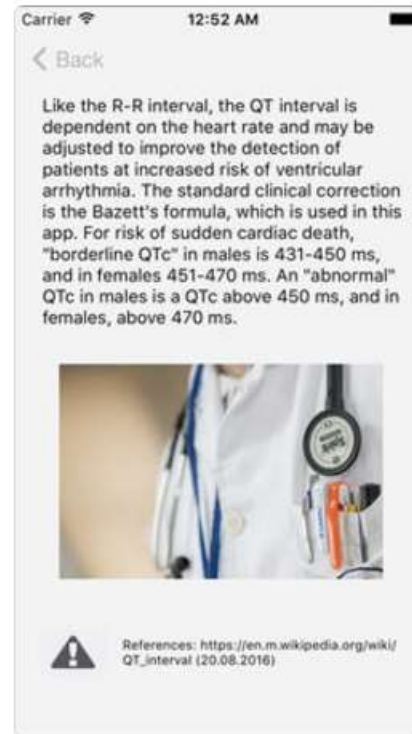 Carrier 12:52 AM
Back
Like the R-R interval, the QT interval is
dependent on the heart rate and may be
adjusted to improve the detection of
patients at increased risk of ventricular
arrhythmia. The standard clinical correction
is the Bazett's formula, which is used in this
app. For risk of sudden cardiac death,
"borderline QTc" in males is 431-450 ms,
and in females 451-470 ms. An "abnormal"
QTc in males is a QTc above 450 ms, and in
females, above 470 ms.
References: https://en.m.wikipedia.org/wiki/
QT_interval (20.08.2016)